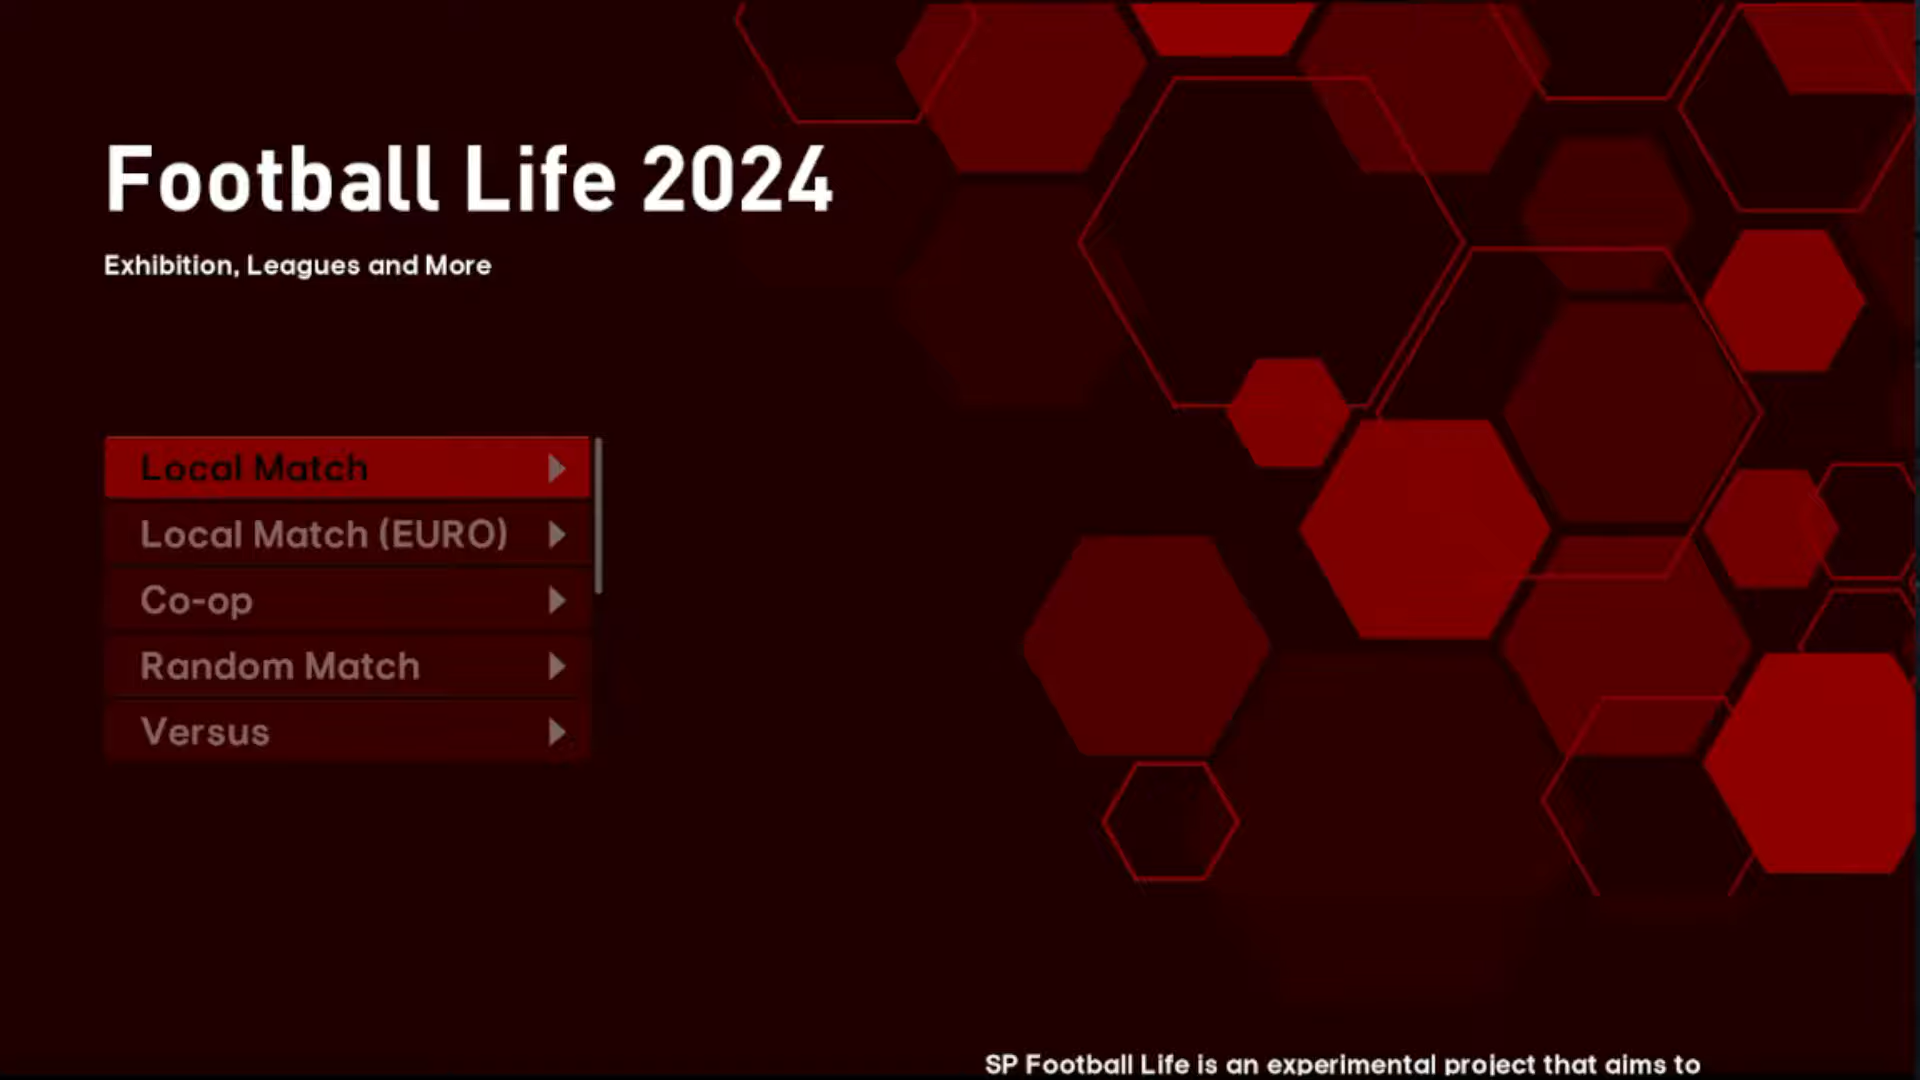 Football Life 2024
Exhibition, Leagues and More
Local Match
Local Match (EURO)
Co-op
Random Match
Versus
SP Football Life is an experimental project that aims to